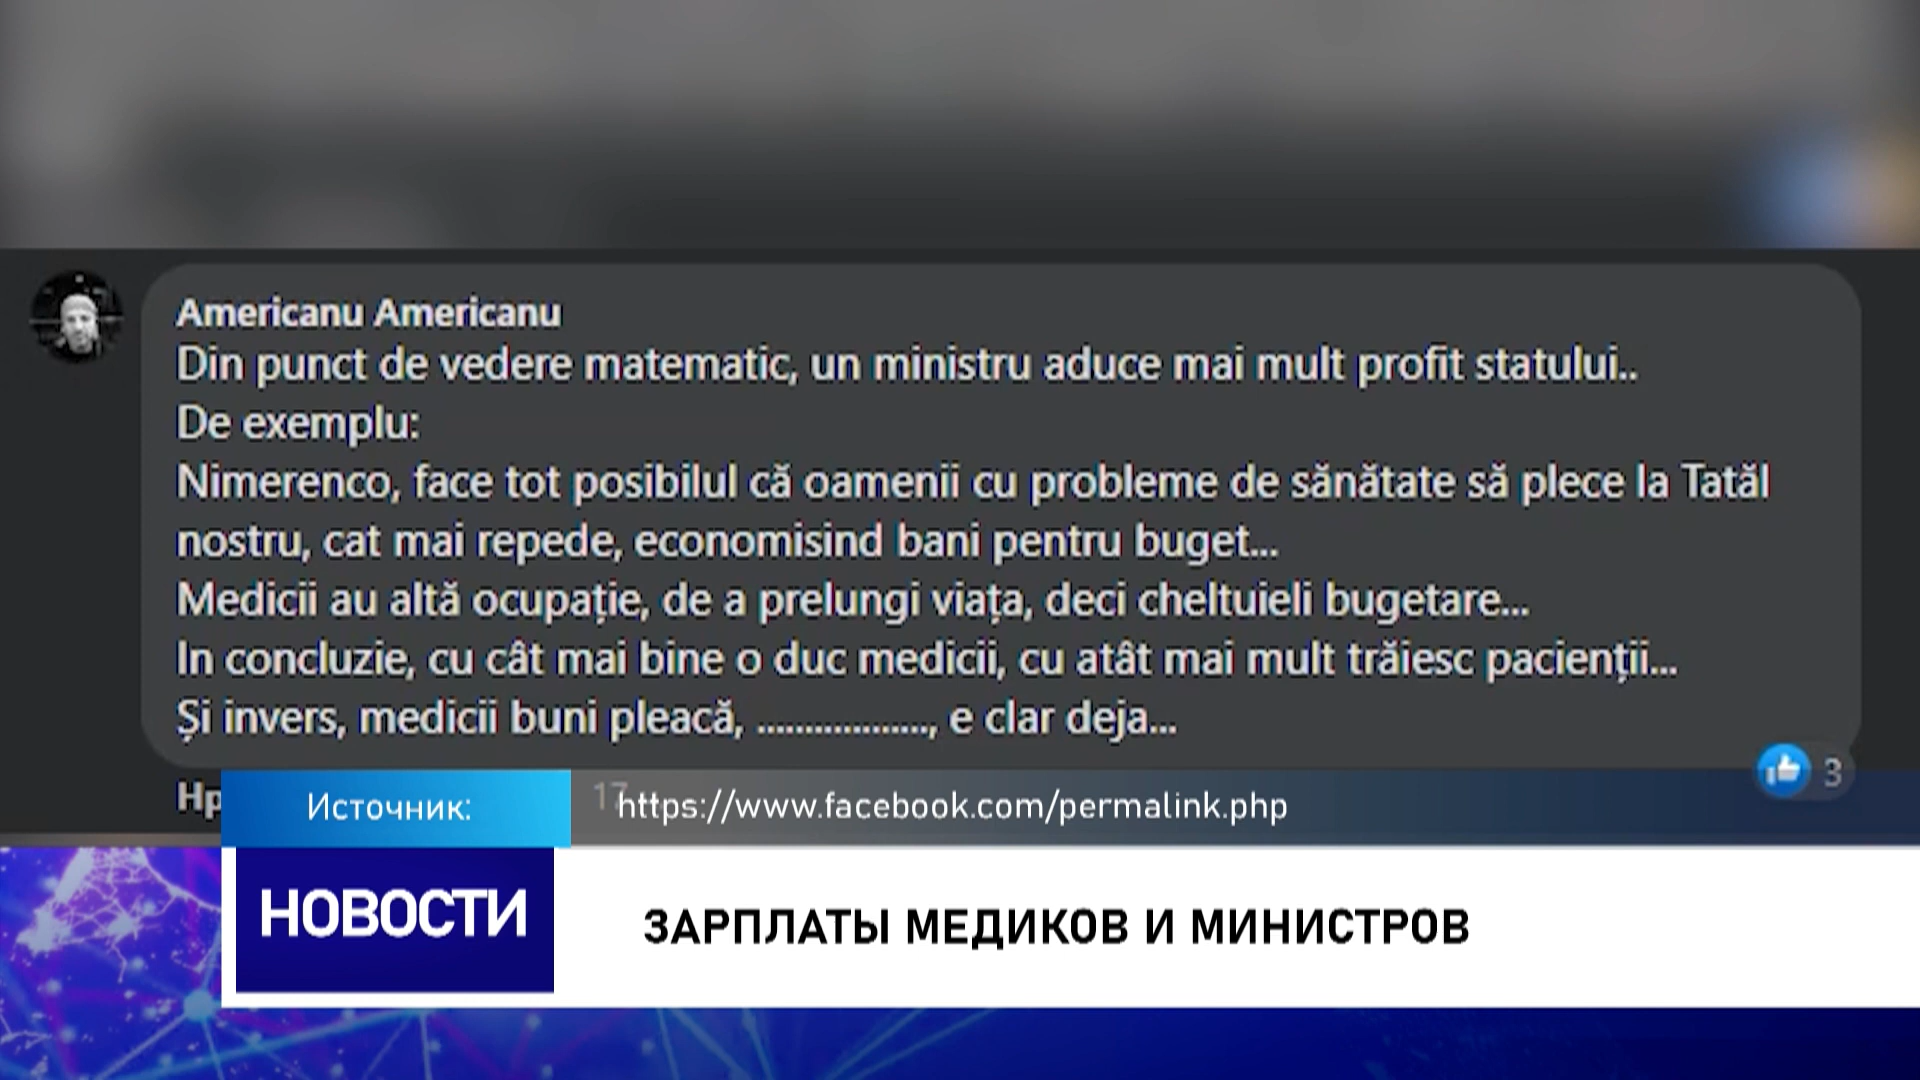 Americanu Americanu
Din punct de vedere matematic, un ministru aduce mai mult profit statului..
De exemplu:
Nimerenco, face tot posibilul că oamenii cu probleme de sănătate să plece la Tatăl
nostru, cat mai repede, economisind bani pentru buget...
Medicii au altă ocupație, de a prelungi viața, deci cheltuieli bugetare...
In concluzie, cu cât mai bine o duc medicii, cu atât mai mult trăiesc pacienții...
Și invers, medicii buni pleacă, .................., e clar deja...
3
Источник: https://www.facebook.com/permalink.php
НОВОСТИ
ЗАРПЛАТЫ МЕДИКОВ И МИНИСТРОВ